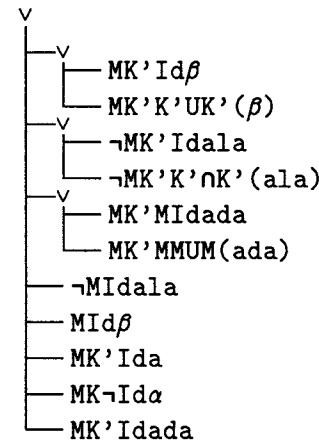 ∨
∨
MK'Idβ
MK'K'UK'(β)
∨
¬MK'Idala
¬MK'K'∩K'(ala)
∨
MK'MIdada
MK'MMUM(ada)
¬MIdala
MIdβ
MK'Ida
MK¬Idα
MK'Idada